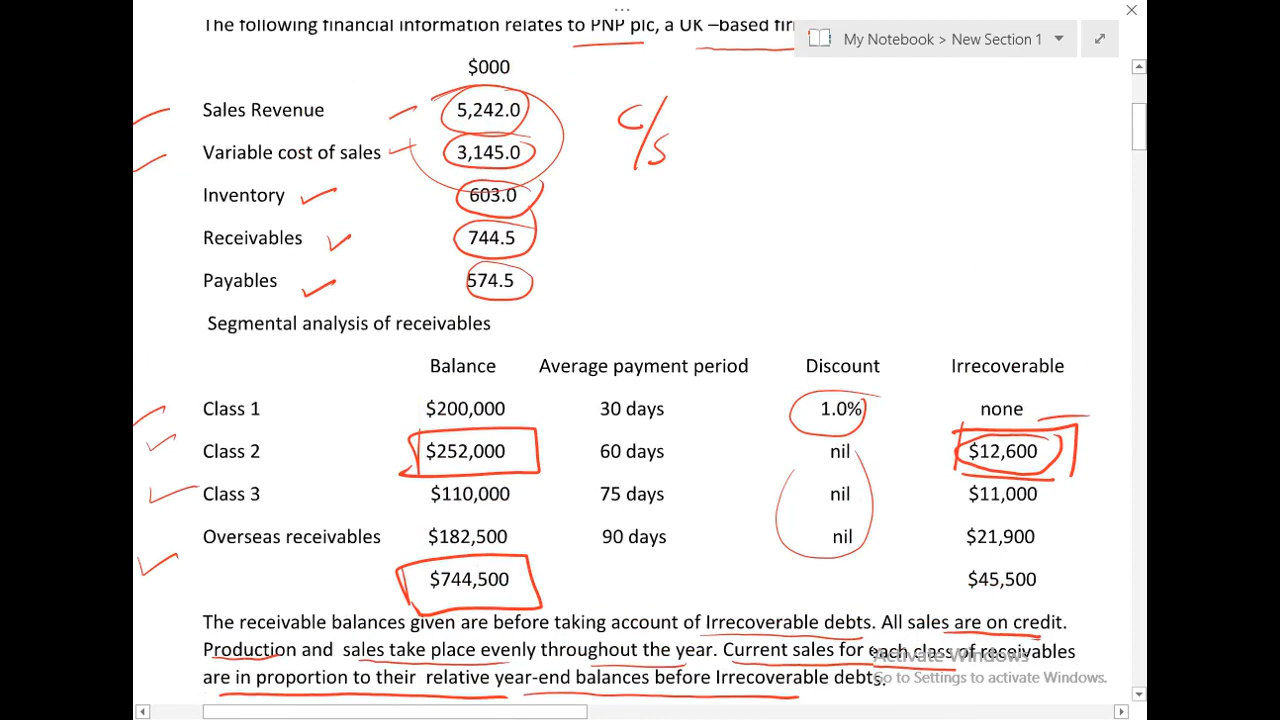 The following financial information relates to PNP plc, a UK –based
My Notebook > New Section 1
$000
Sales Revenue 5,242.0
c/s
Variable cost of sales 3,145.0
Inventory 603.0
Receivables 744.5
Payables 574.5
Segmental analysis of receivables
Balance Average payment period Discount Irrecoverable
Class 1 $200,000 30 days 1.0% none
Class 2 $252,000 60 days nil $12,600
Class 3 $110,000 75 days nil $11,000
Overseas receivables $182,500 90 days nil $21,900
$744,500 $45,500
The receivable balances given are before taking account of Irrecoverable debts. All sales are on credit.
Production and sales take place evenly throughout the year. Current sales for each class of receivables
are in proportion to their relative year-end balances before Irrecoverable debts.
Activate Windows
Go to Settings to activate Windows.